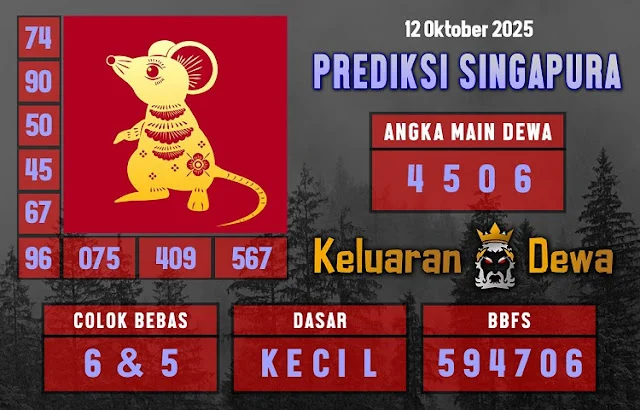 12 Oktober 2025
PREDIKSI SINGAPURA
74
90
50
45
67
96 075 409 567
ANGKA MAIN DEWA
4 5 0 6
Keluaran Dewa
COLOK BEBAS
6 & 5
DASAR
KECIL
BBFS
594706